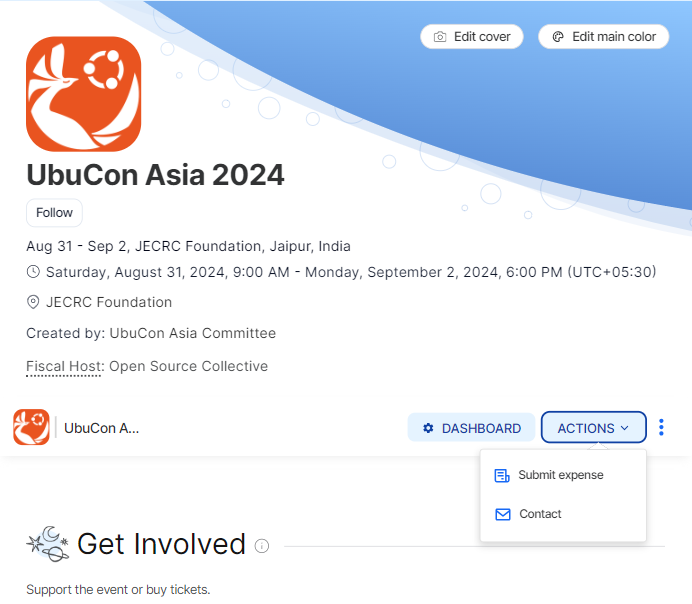 Edit cover
Edit main color
UbuCon Asia 2024
Follow
Aug 31 - Sep 2, JECRC Foundation, Jaipur, India
Saturday, August 31, 2024, 9:00 AM - Monday, September 2, 2024, 6:00 PM (UTC+05:30)
JECRC Foundation
Created by: UbuCon Asia Committee
Fiscal Host: Open Source Collective
UbuCon A...
DASHBOARD
ACTIONS
Submit expense
Contact
Get Involved
Support the event or buy tickets.